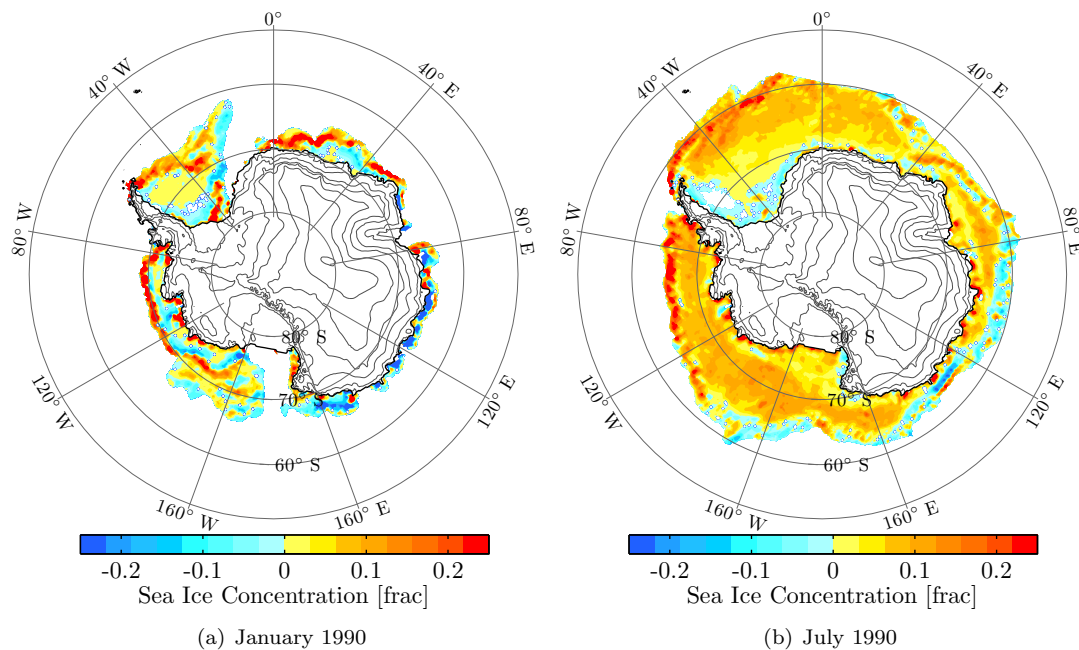 0°
40° W
40° E
80° W
80° E
80° S
120° W
120° E
70° S
60° S
160° W
160° E
-0.2 -0.1 0 0.1 0.2
Sea Ice Concentration [frac]
(a) January 1990
0°
40° W
40° E
80° W
80° E
80° S
120° W
120° E
70° S
60° S
160° W
160° E
-0.2 -0.1 0 0.1 0.2
Sea Ice Concentration [frac]
(b) July 1990